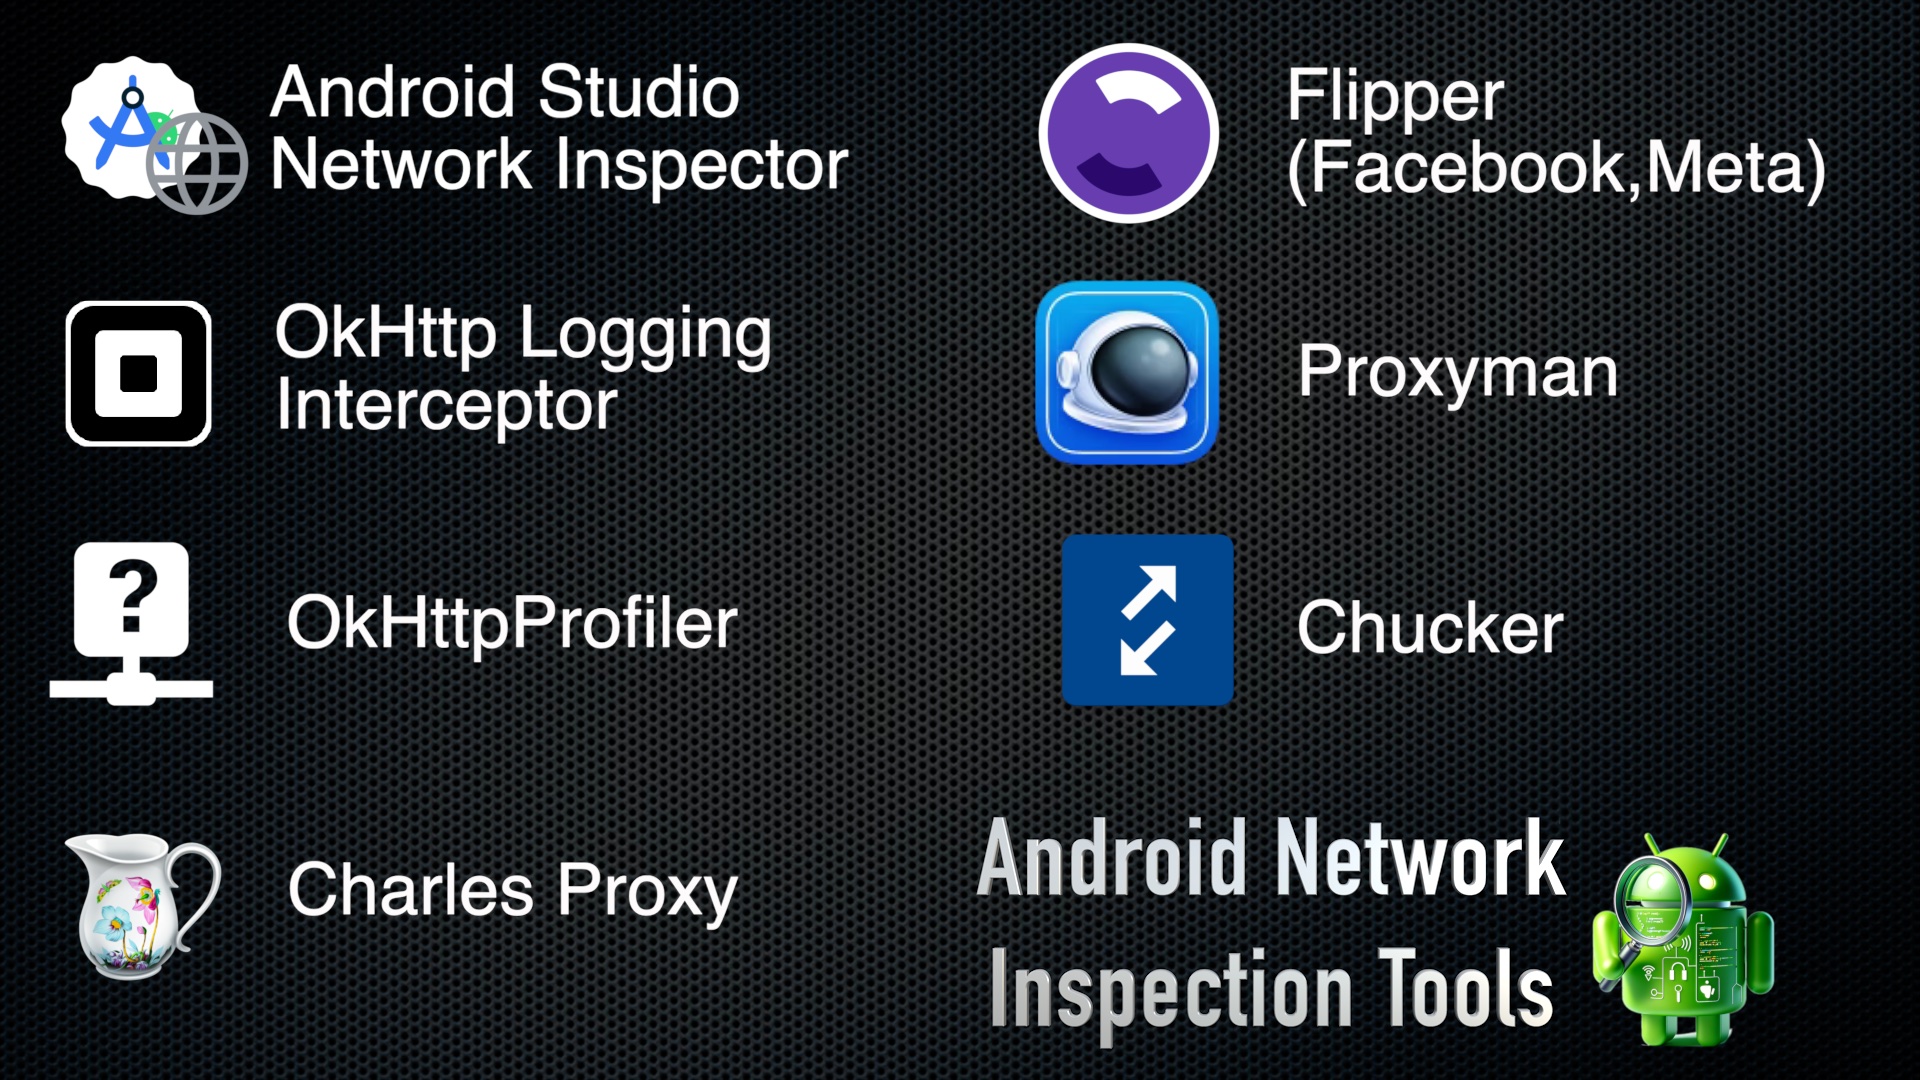 Android Studio
Network Inspector
Flipper
(Facebook,Meta)
OkHttp Logging
Interceptor
Proxyman
?
OkHttpProfiler
Chucker
Charles Proxy
Android Network
Inspection Tools